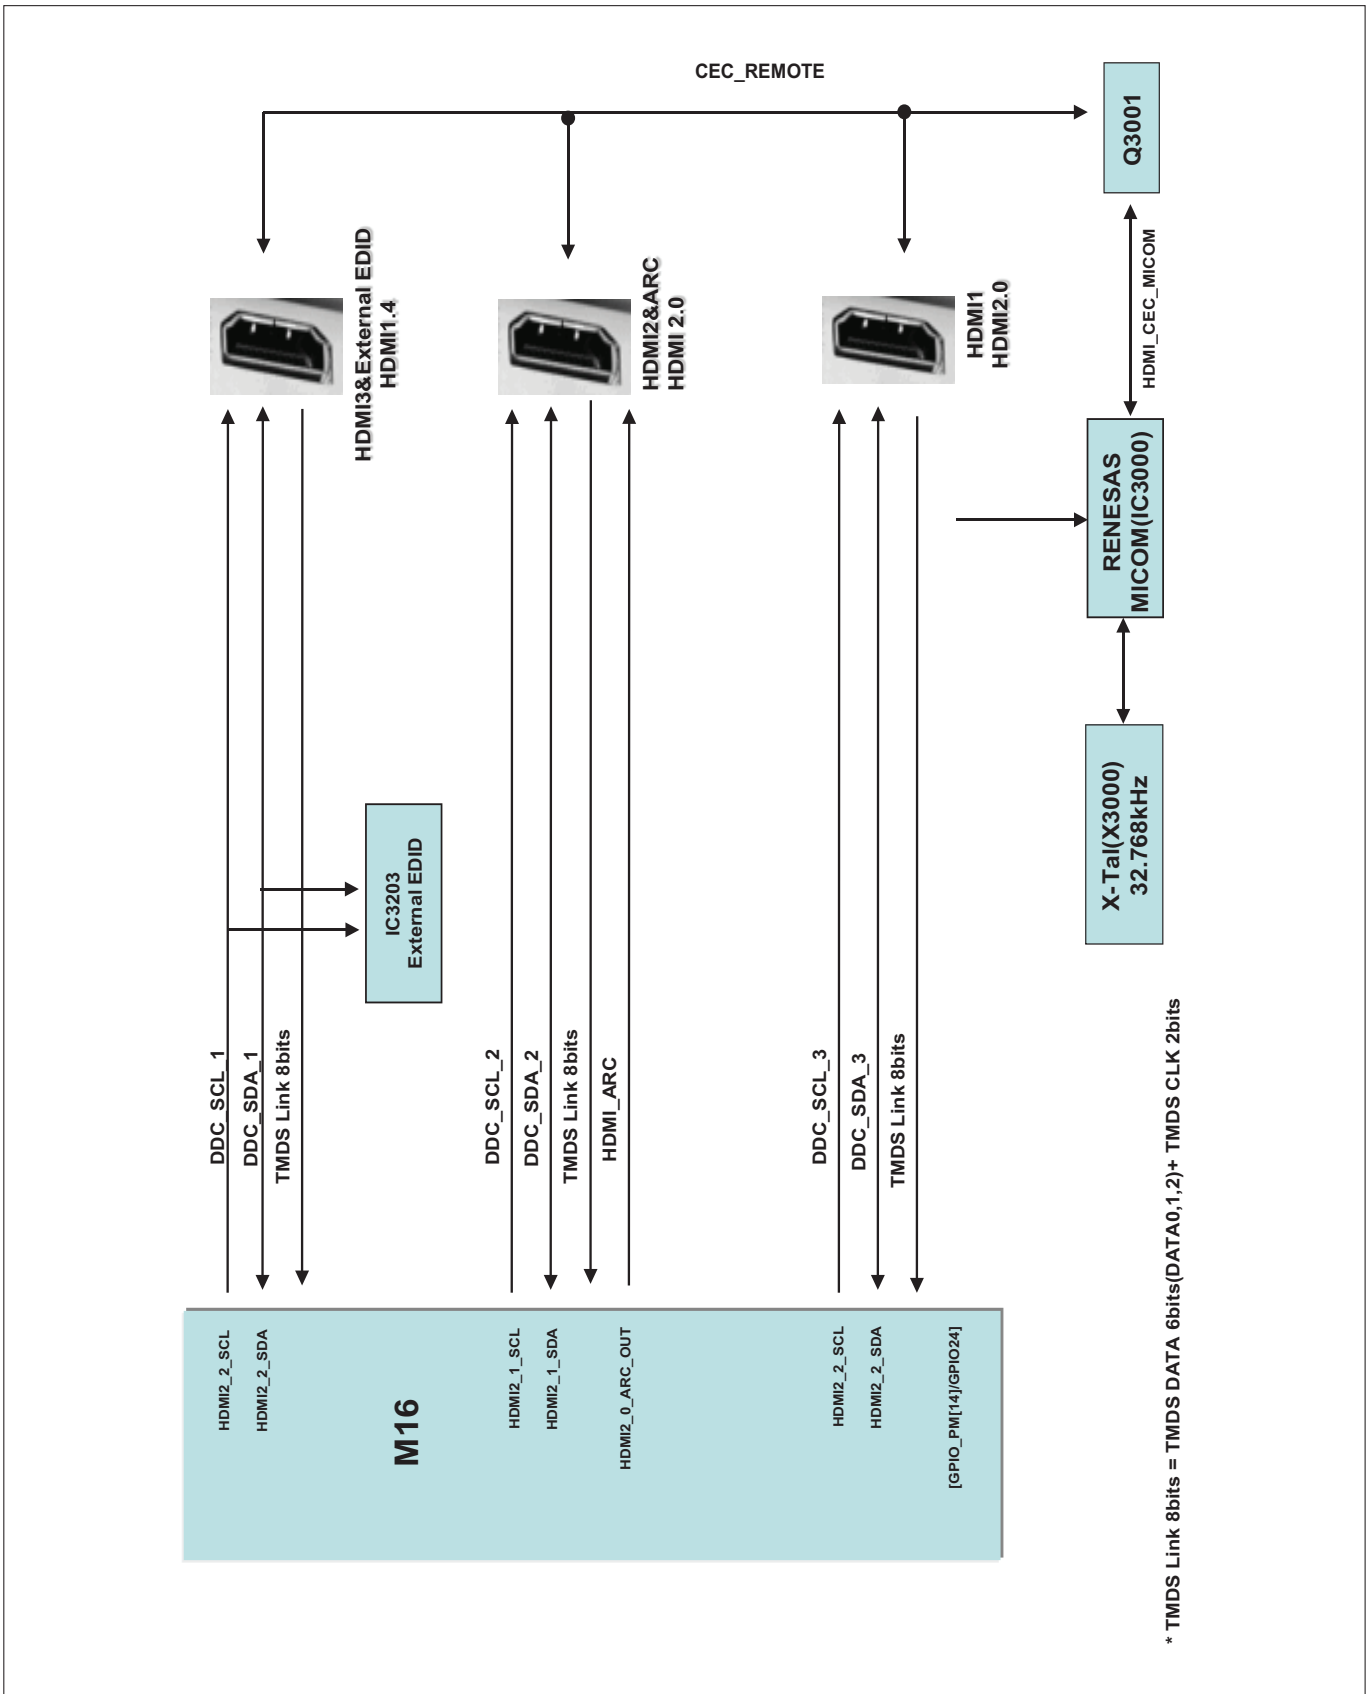 CEC_REMOTE
Q3001
HDMI_CEC_MICOM
HDMI3&External EDID
HDMI1.4
HDMI2&ARC
HDMI 2.0
HDMI1
HDMI2.0
RENESAS
MICOM(IC3000)
X-Tal(X3000)
32.768kHz
IC3203
External EDID
DDC_SCL_1
DDC_SDA_1
TMDS Link 8bits
DDC_SCL_2
DDC_SDA_2
TMDS Link 8bits
HDMI_ARC
DDC_SCL_3
DDC_SDA_3
TMDS Link 8bits
HDMI2_2_SCL
HDMI2_2_SDA
M16
HDMI2_1_SCL
HDMI2_1_SDA
HDMI2_0_ARC_OUT
HDMI2_2_SCL
HDMI2_2_SDA
[GPIO_PM[14]/GPIO24]
* TMDS Link 8bits = TMDS DATA 6bits(DATA0,1,2)+ TMDS CLK 2bits